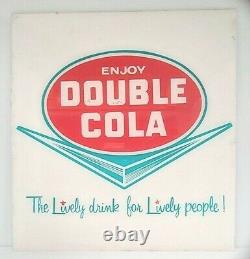 ENJOY
DOUBLE
COLA
The Lively drink for Lively people!